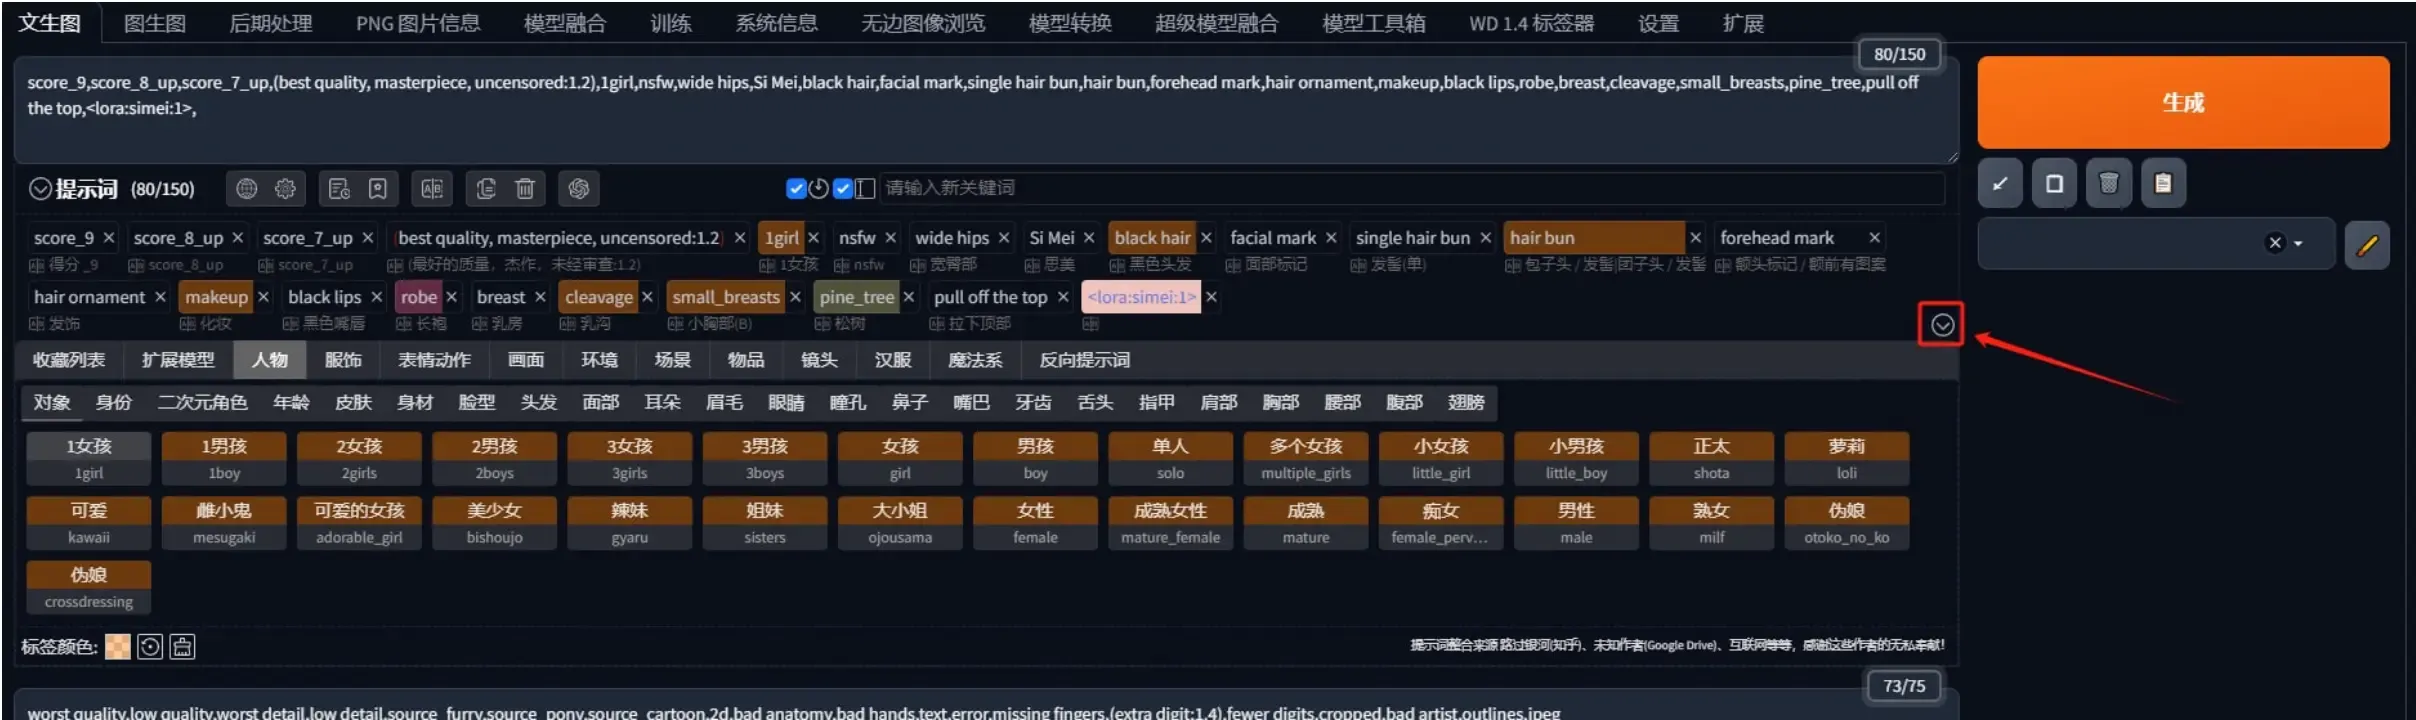 文生图 图生图 后期处理 PNG 图片信息 模型融合 训练 系统信息 无边图像浏览 模型转换 超级模型融合 模型工具箱 WD 1.4 标签器 设置 扩展
80/150
score_9,score_8_up,score_7_up,(best quality, masterpiece, uncensored:1.2),1girl,nsfw,wide hips,Si Mei,black hair,facial mark,single hair bun,hair bun,forehead mark,hair ornament,makeup,black lips,robe,breast,cleavage,small_breasts,pine_tree,pull off
the top,<lora:simei:1>,
生成
提示词 (80/150) 请输入新关键词
score_9 × score_8_up × score_7_up × (best quality, masterpiece, uncensored:1.2) × 1girl × nsfw × wide hips × Si Mei × black hair × facial mark × single hair bun × hair bun × forehead mark ×
得分 _9 score_8_up score_7_up (最好的质量，杰作，未经审查:1.2) 1女孩 nsfw 宽臀部 思美 黑色头发 面部标记 发髻(单) 包子头 / 发髻|团子头 / 发髻 额头标记 / 额前有图案
hair ornament × makeup × black lips × robe × breast × cleavage × small_breasts × pine_tree × pull off the top × <lora:simei:1> ×
发饰 化妆 黑色嘴唇 长袍 乳房 乳沟 小胸部(B) 松树 拉下顶部
收藏列表 扩展模型 人物 服饰 表情动作 画面 环境 场景 物品 镜头 汉服 魔法系 反向提示词
对象 身份 二次元角色 年龄 皮肤 身材 脸型 头发 面部 耳朵 眉毛 眼睛 瞳孔 鼻子 嘴巴 牙齿 舌头 指甲 肩部 胸部 腰部 腹部 翅膀
1女孩 1男孩 2女孩 2男孩 3女孩 3男孩 女孩 男孩 单人 多个女孩 小女孩 小男孩 正太 萝莉
1girl 1boy 2girls 2boys 3girls 3boys girl boy solo multiple_girls little_girl little_boy shota loli
可爱 雌小鬼 可爱的女孩 美少女 辣妹 姐妹 大小姐 女性 成熟女性 成熟 痴女 男性 熟女 伪娘
kawaii mesugaki adorable_girl bishoujo gyaru sisters ojousama female mature_female mature female_perv... male milf otoko_no_ko
伪娘
crossdressing
标签颜色: 提示词整合来源 路过银河(知乎)、未知作者(Google Drive)、互联网等等，感谢这些作者的无私奉献！
73/75
worst quality,low quality,worst detail,low detail,source_furry,source_pony,source_cartoon,2d,bad anatomy,bad hands,text,error,missing fingers,(extra digit:1.4),fewer digits,cropped,bad artist,outlines,jpeg